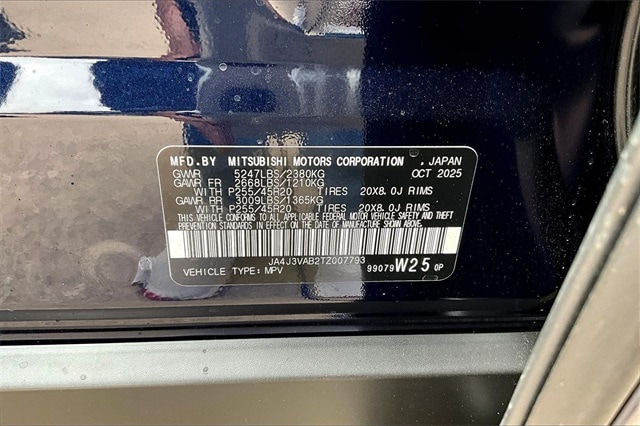 MFD.BY MITSUBISHI MOTORS CORPORATION , JAPAN
GVWR 5247LBS/2380KG OCT 2025
GAWR FR 2668LBS/1210KG
WITH P255/45R20 TIRES 20X8.0J RIMS
GAWR RR 3009LBS/1365KG
WITH P255/45R20 TIRES 20X8.0J RIMS
THIS VEHICLE CONFORMS TO ALL APPLICABLE FEDERAL MOTOR VEHICLE SAFETY AND THEFT
PREVENTION STANDARDS IN EFFECT ON THE DATE OF MANUFACTURE SHOWN ABOVE.
JA4J3VAB2TZ007793
VEHICLE TYPE: MPV 99079 W25 0P